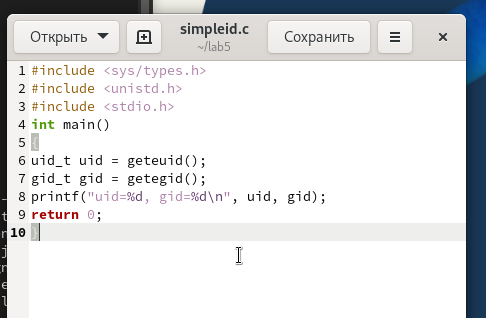 Открыть simpleid.c Сохранить
~/lab5
1 #include <sys/types.h>
2 #include <unistd.h>
3 #include <stdio.h>
4 int main()
5 {
6 uid_t uid = geteuid();
7 gid_t gid = getegid();
8 printf("uid=%d, gid=%d\n", uid, gid);
9 return 0;
10 }